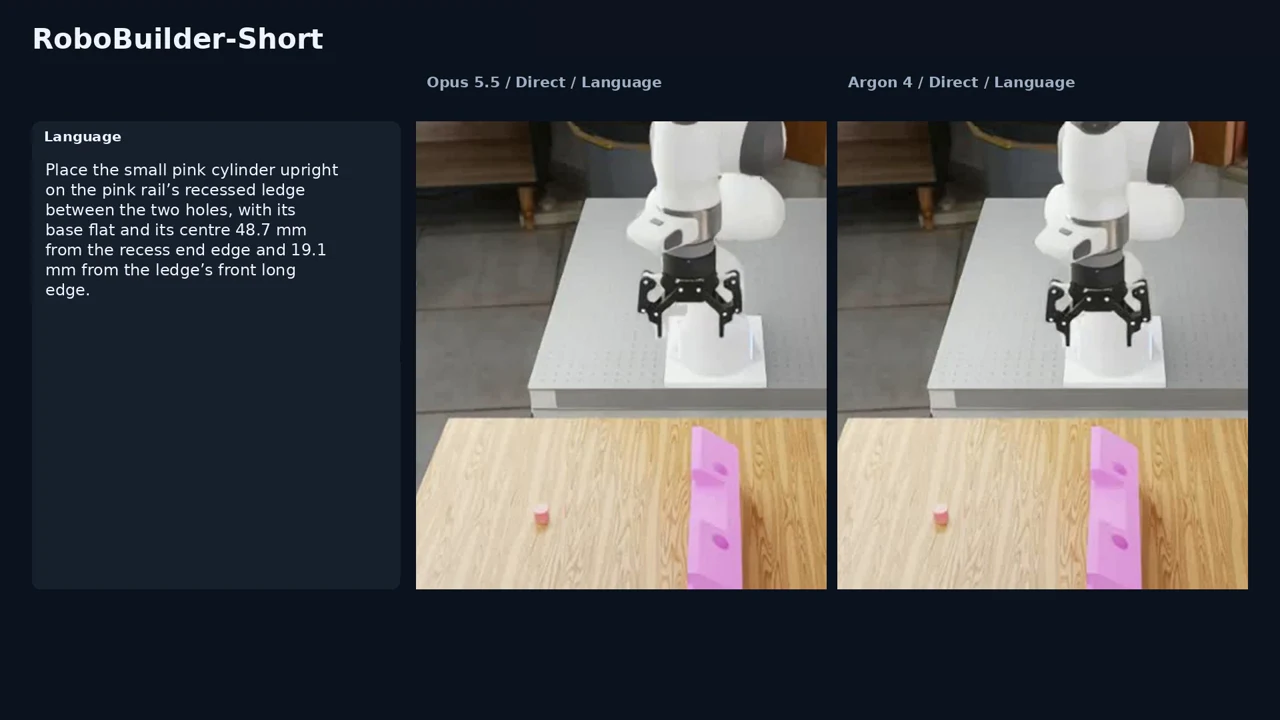 RoboBuilder-Short
Opus 5.5 / Direct / Language
Argon 4 / Direct / Language
Language
Place the small pink cylinder upright
on the pink rail’s recessed ledge
between the two holes, with its
base flat and its centre 48.7 mm
from the recess end edge and 19.1
mm from the ledge’s front long
edge.